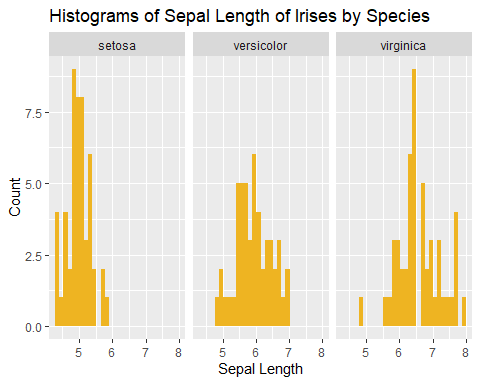 Histograms of Sepal Length of Irises by Species
setosa versicolor virginica
7.5
5.0
2.5
0.0
Count
5 6 7 8 5 6 7 8 5 6 7 8
Sepal Length